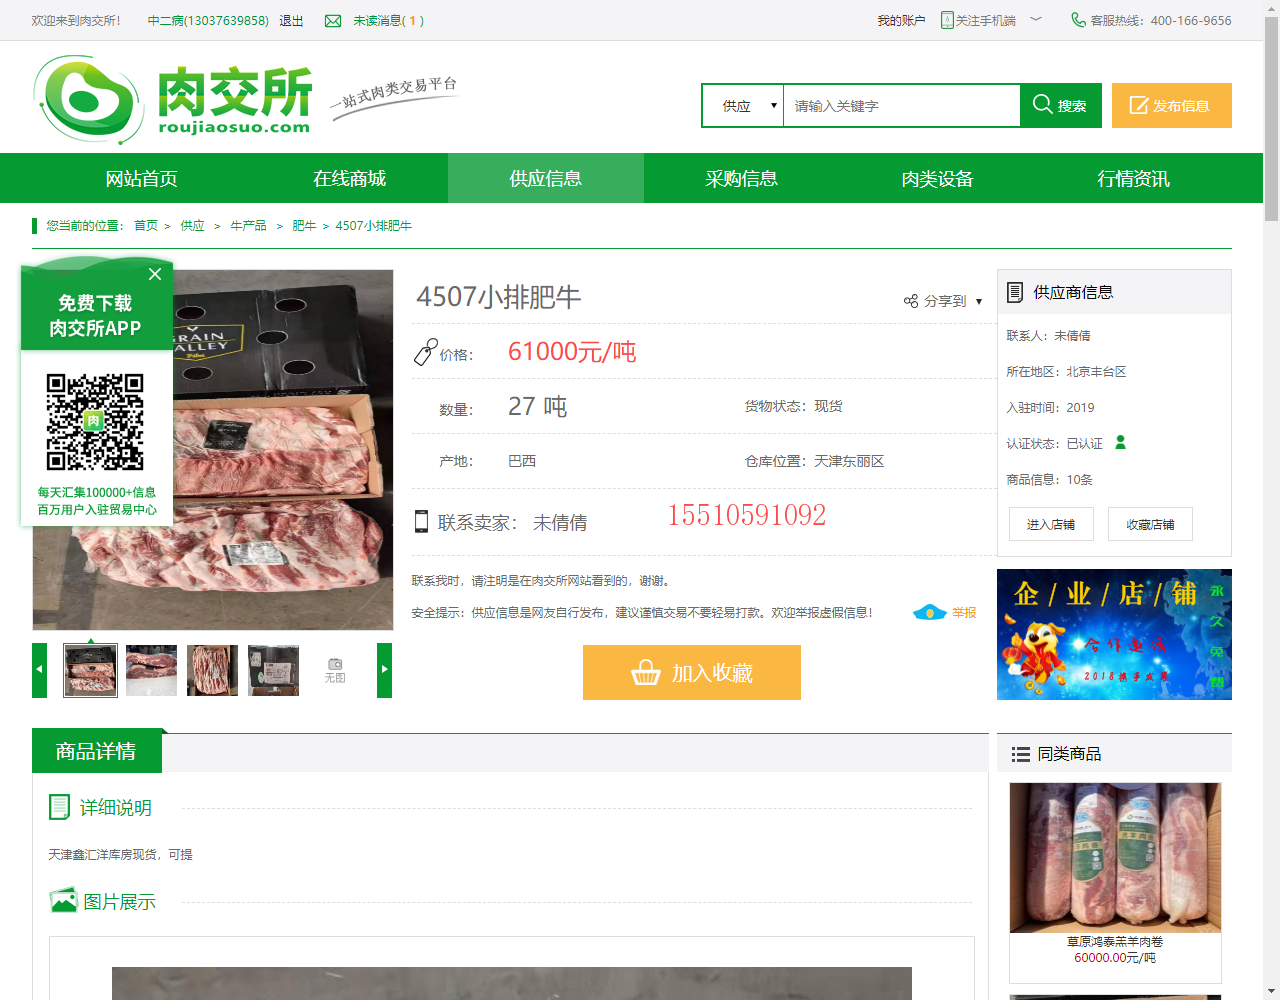 欢迎来到肉交所！ 中二病(13037639858) 退出 未读消息( 1 ) 我的账户 关注手机端 客服热线：400-166-9656
肉交所
roujiaosuo.com
一站式肉类交易平台
供应 请输入关键字 搜索 发布信息
网站首页 在线商城 供应信息 采购信息 肉类设备 行情资讯
您当前的位置： 首页 > 供应 > 牛产品 > 肥牛 > 4507小排肥牛
免费下载
肉交所APP
肉
每天汇集100000+信息
百万用户入驻贸易中心
GRAIN
VALLEY
无图
4507小排肥牛
分享到
价格： 61000元/吨
数量： 27 吨 货物状态：现货
产地： 巴西 仓库位置：天津东丽区
联系卖家： 未倩倩 15510591092
联系我时，请注明是在肉交所网站看到的，谢谢。
安全提示：供应信息是网友自行发布，建议谨慎交易不要轻易打款。欢迎举报虚假信息！ 举报
加入收藏
供应商信息
联系人：未倩倩
所在地区：北京丰台区
入驻时间：2019
认证状态：已认证
商品信息：10条
进入店铺 收藏店铺
企/业/店/铺
永久免费
合作邀请
2018携手发展
商品详情
详细说明
天津鑫汇洋库房现货，可提
图片展示
同类商品
草原鸿泰羔羊肉卷
60000.00元/吨